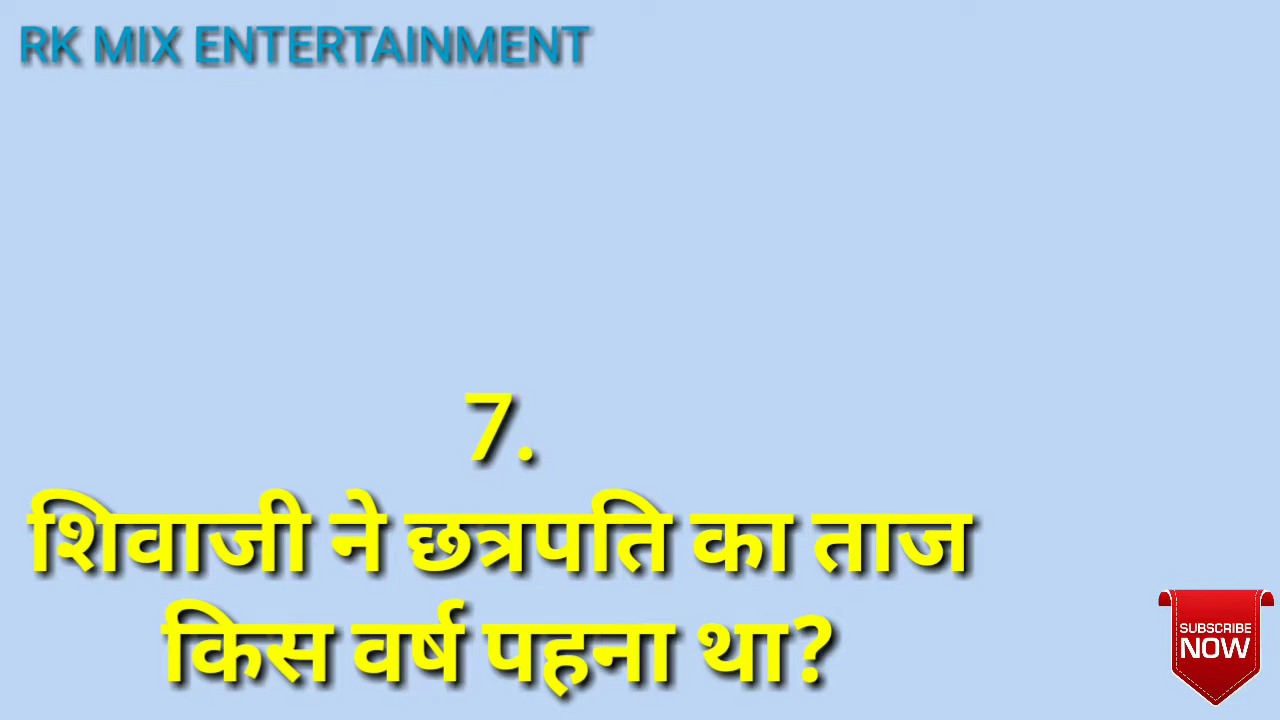 RK MIX ENTERTAINMENT
7.
शिवाजी ने छत्रपति का ताज
किस वर्ष पहना था?
SUBSCRIBE
NOW